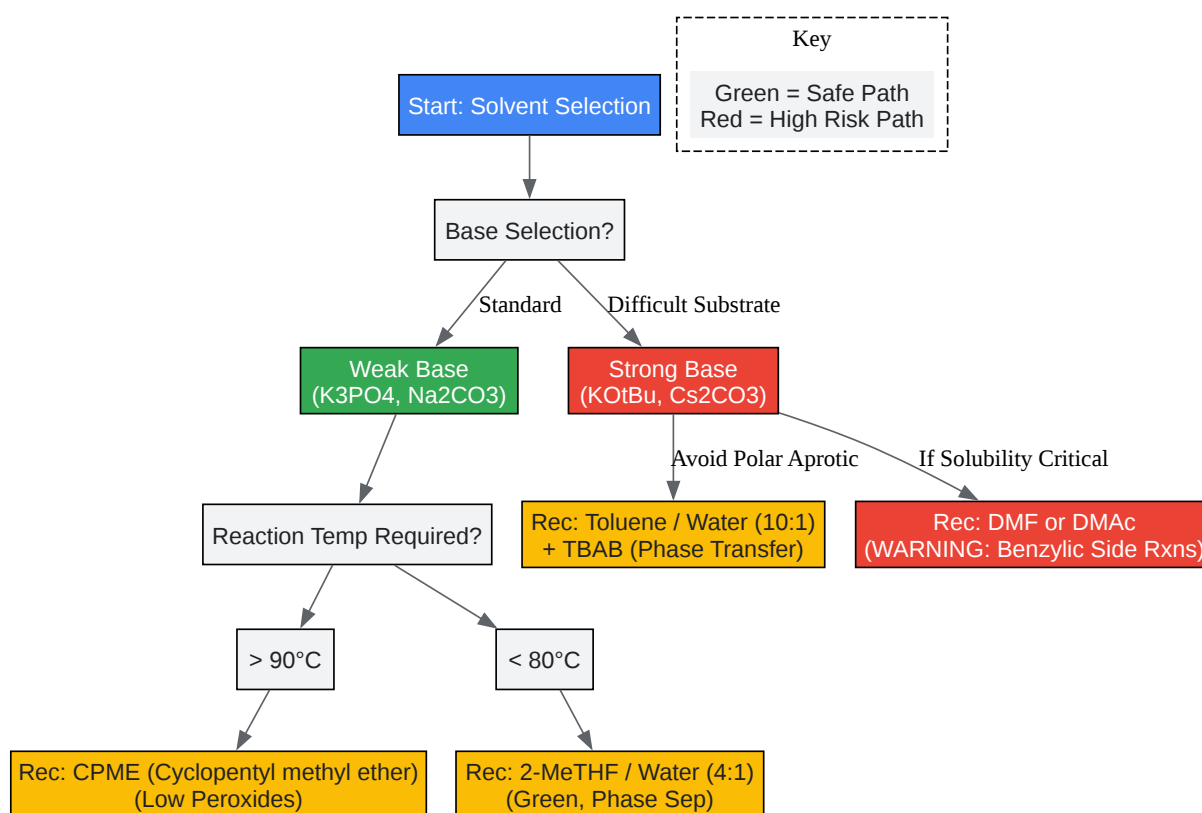 Key
Start: Solvent Selection
Green = Safe Path
Red = High Risk Path
Base Selection?
Standard
Difficult Substrate
Weak Base
(K3PO4, Na2CO3)
Strong Base
(KOtBu, Cs2CO3)
Avoid Polar Aprotic
If Solubility Critical
Reaction Temp Required?
Rec: Toluene / Water (10:1)
+ TBAB (Phase Transfer)
Rec: DMF or DMAc
(WARNING: Benzylic Side Rxns)
> 90°C
< 80°C
Rec: CPME (Cyclopentyl methyl ether)
(Low Peroxides)
Rec: 2-MeTHF / Water (4:1)
(Green, Phase Sep)